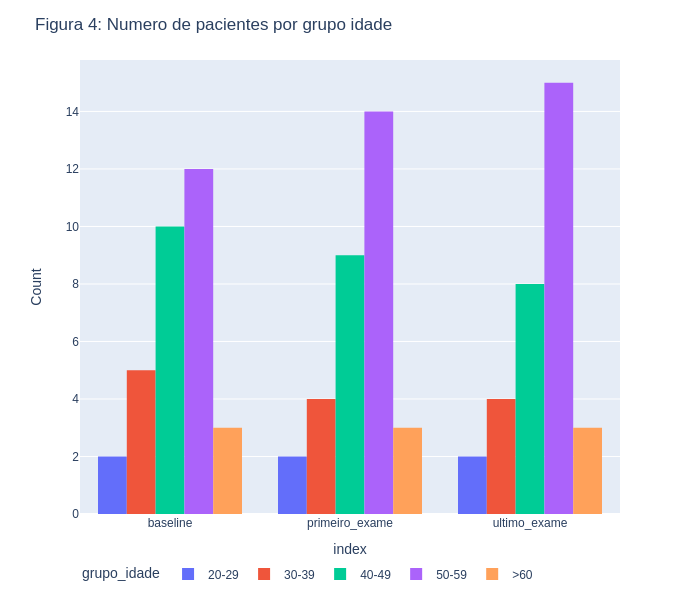 Figura 4: Numero de pacientes por grupo idade
Count
14
12
10
8
6
4
2
0
baseline primeiro_exame ultimo_exame
index
grupo_idade 20-29 30-39 40-49 50-59 >60